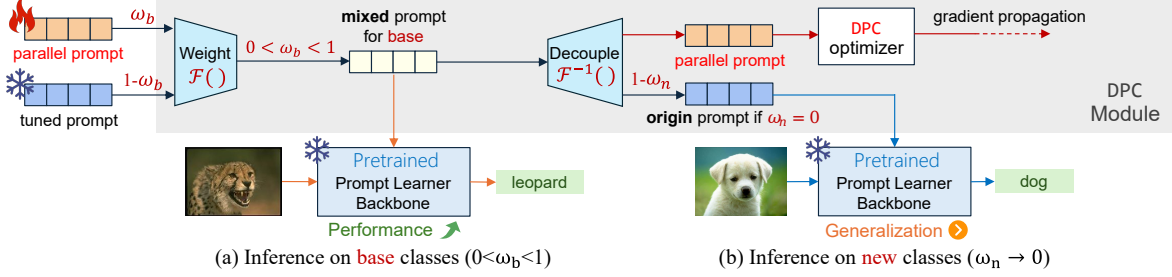 ω_b
parallel prompt
1-ω_b
tuned prompt
Weight
ℱ( )
0 < ω_b < 1
mixed prompt
for base
Decouple
ℱ⁻¹( )
1-ω_n
parallel prompt
origin prompt if ω_n = 0
DPC
optimizer
gradient propagation
DPC
Module
Pretrained
Prompt Learner
Backbone
leopard
Performance
Pretrained
Prompt Learner
Backbone
dog
Generalization
(a) Inference on base classes (0<ω_b<1)
(b) Inference on new classes (ω_n → 0)